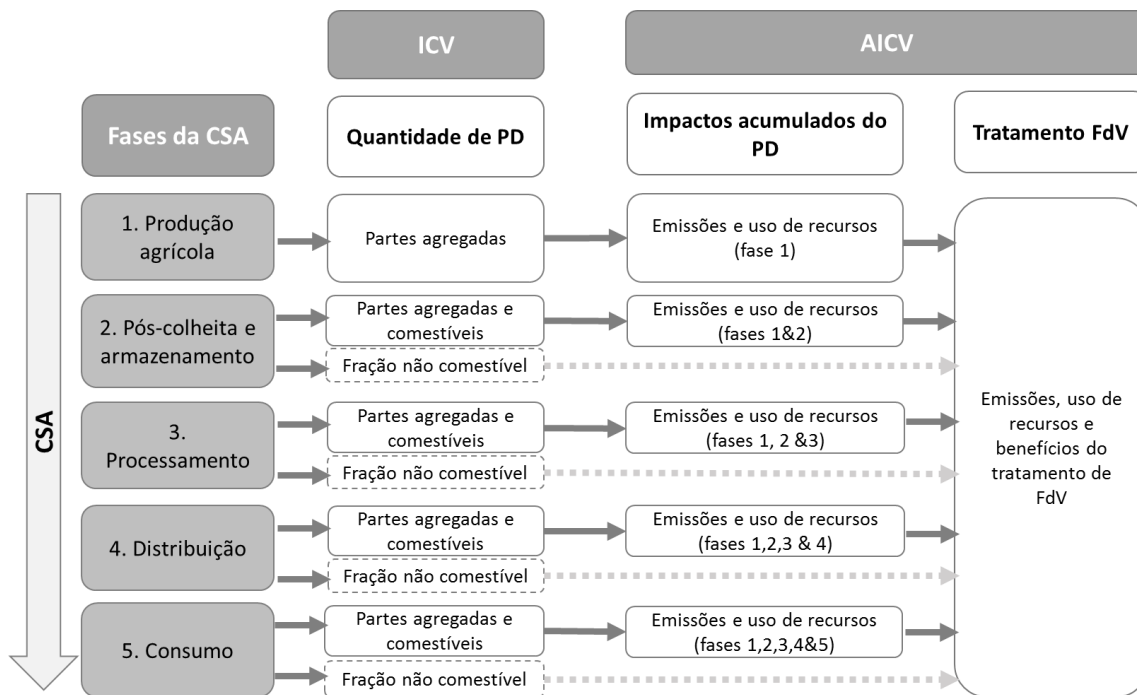 ICV
AICV
Fases da CSA
Quantidade de PD
Impactos acumulados do
PD
Tratamento FdV
CSA
1. Produção
agrícola
Partes agregadas
Emissões e uso de recursos
(fase 1)
2. Pós-colheita e
armazenamento
Partes agregadas e
comestíveis
Emissões e uso de recursos
(fases 1&2)
Fração não comestível
3.
Processamento
Partes agregadas e
comestíveis
Emissões e uso de recursos
(fases 1, 2 &3)
Fração não comestível
4. Distribuição
Partes agregadas e
comestíveis
Emissões e uso de recursos
(fases 1,2,3 & 4)
Fração não comestível
5. Consumo
Partes agregadas e
comestíveis
Emissões e uso de recursos
(fases 1,2,3,4&5)
Fração não comestível
Emissões, uso de
recursos e
benefícios do
tratamento de
FdV